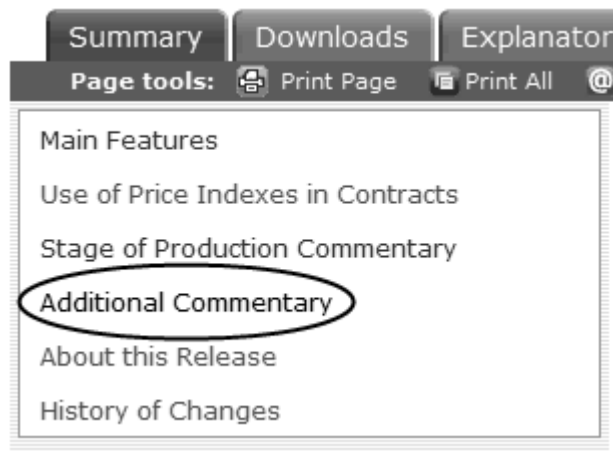 Summary Downloads Explanator
Page tools: Print Page Print All @
Main Features
Use of Price Indexes in Contracts
Stage of Production Commentary
Additional Commentary
About this Release
History of Changes